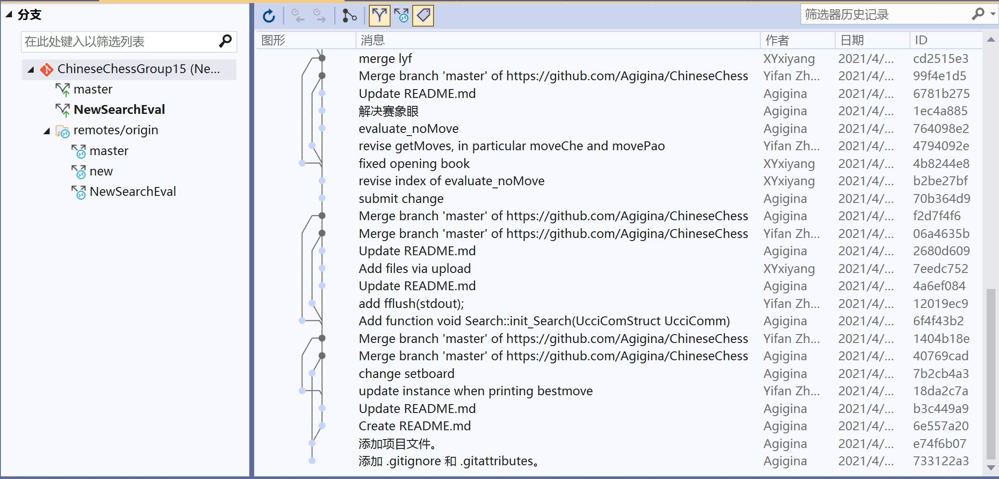 分支
在此处键入以筛选列表
ChineseChessGroup15 (Ne...
master
NewSearchEval
remotes/origin
master
new
NewSearchEval
筛选器历史记录
图形 消息 作者 日期 ID
merge lyf XYxiyang 2021/4/... cd2515e3
Merge branch 'master' of https://github.com/Agigina/ChineseChess Yifan Zh... 2021/4/... 99f4e1d5
Update README.md Agigina 2021/4/... 6781b275
解决赛象眼 Agigina 2021/4/... 1ec4a885
evaluate_noMove Agigina 2021/4/... 764098e2
revise getMoves, in particular moveChe and movePao Yifan Zh... 2021/4/... 4794092e
fixed opening book XYxiyang 2021/4/... 4b8244e8
revise index of evaluate_noMove XYxiyang 2021/4/... b2be27bf
submit change Agigina 2021/4/... 70b364d9
Merge branch 'master' of https://github.com/Agigina/ChineseChess Agigina 2021/4/... f2d7f4f6
Merge branch 'master' of https://github.com/Agigina/ChineseChess Yifan Zh... 2021/4/... 06a4635b
Update README.md Agigina 2021/4/... 2680d609
Add files via upload XYxiyang 2021/4/... 7eedc752
Update README.md Agigina 2021/4/... 4a6ef084
add fflush(stdout); Yifan Zh... 2021/4/... 12019ec9
Add function void Search::init_Search(UcciComStruct UcciComm) Agigina 2021/4/... 6f4f43b2
Merge branch 'master' of https://github.com/Agigina/ChineseChess Yifan Zh... 2021/4/... 1404b18e
Merge branch 'master' of https://github.com/Agigina/ChineseChess Agigina 2021/4/... 40769cad
change setboard Agigina 2021/4/... 7b2cb4a3
update instance when printing bestmove Yifan Zh... 2021/4/... 18da2c7a
Update README.md Agigina 2021/4/... b3c449a9
Create README.md Agigina 2021/4/... 6e557a20
添加项目文件。 Agigina 2021/4/... e74f6b07
添加 .gitignore 和 .gitattributes。 Agigina 2021/4/... 733122a3